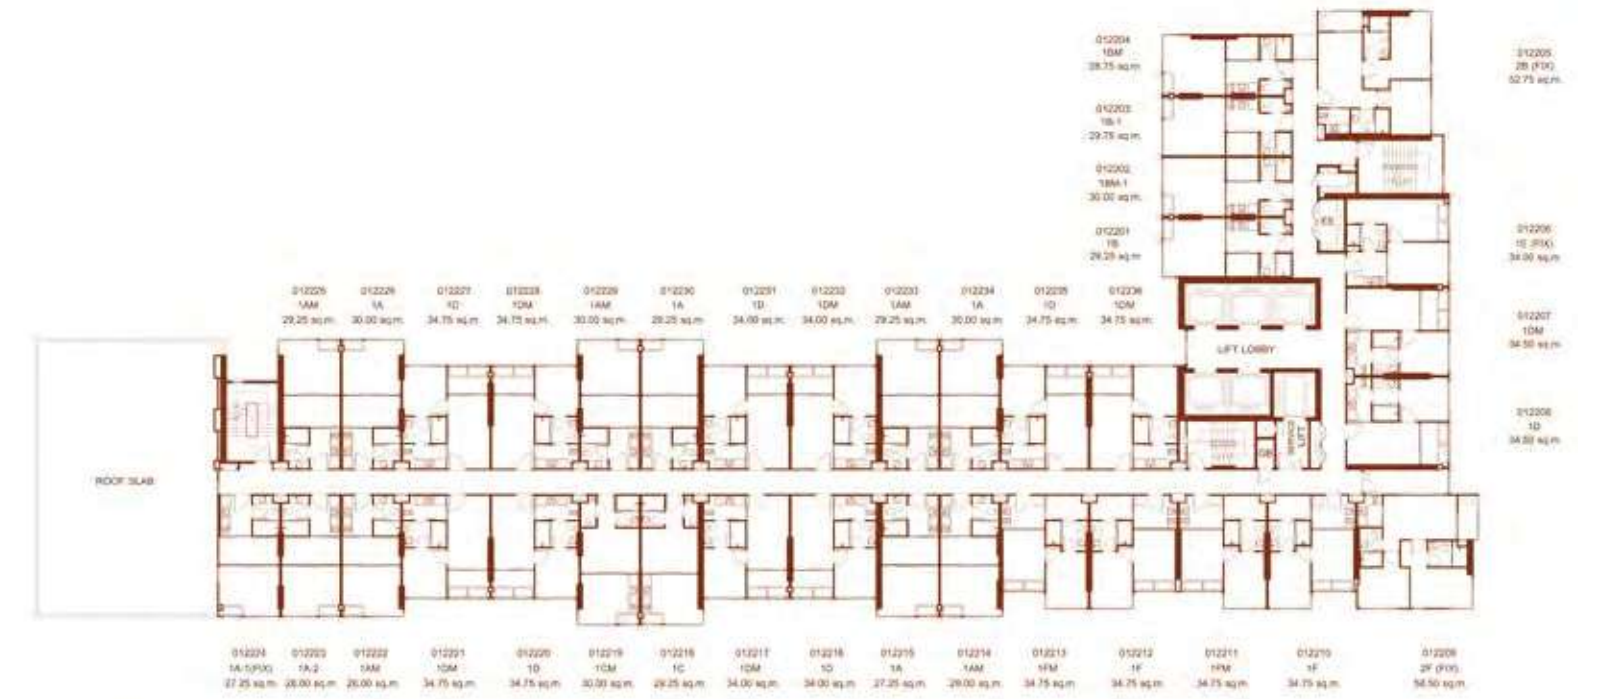 012204
1BM
28.75 sq.m.
012205
2B (FIX)
52.75 sq.m.
012203
1B-1
29.75 sq.m.
012202
1BM-1
30.00 sq.m.
012201
1B
012206
34.00 sq.m.
012207
1DM
34.50 sq.m.
012208
1D
34.50 sq.m.
012225 012226 012227 012228 012229 012230 012231 012232 012233 012234 012235 012236
1AM 1A 1D 1DM 1AM 1A 1D 1DM 1AM 1A 1D 1DM
29.25 sq.m. 30.00 sq.m. 34.75 sq.m. 34.75 sq.m. 30.00 sq.m. 29.25 sq.m. 34.00 sq.m. 34.00 sq.m. 29.25 sq.m. 30.00 sq.m. 34.75 sq.m. 34.75 sq.m.
LIFT LOBBY
SERVICE
LIFT
ROOF SLAB
012224 012223 012222 012221 012220 012219 012218 012217 012216 012215 012214 012213 012212 012211 012210 012209
1A-1(FIX) 1A-2 1AM 1DM 1D 1CM 1C 1DM 1D 1A 1AM 1FM 1F 1FM 1F 2F (FIX)
27.25 sq.m. 28.00 sq.m. 28.00 sq.m. 34.75 sq.m. 34.75 sq.m. 30.00 sq.m. 29.25 sq.m. 34.00 sq.m. 34.00 sq.m. 27.25 sq.m. 29.00 sq.m. 34.75 sq.m. 34.75 sq.m. 34.75 sq.m. 34.75 sq.m.